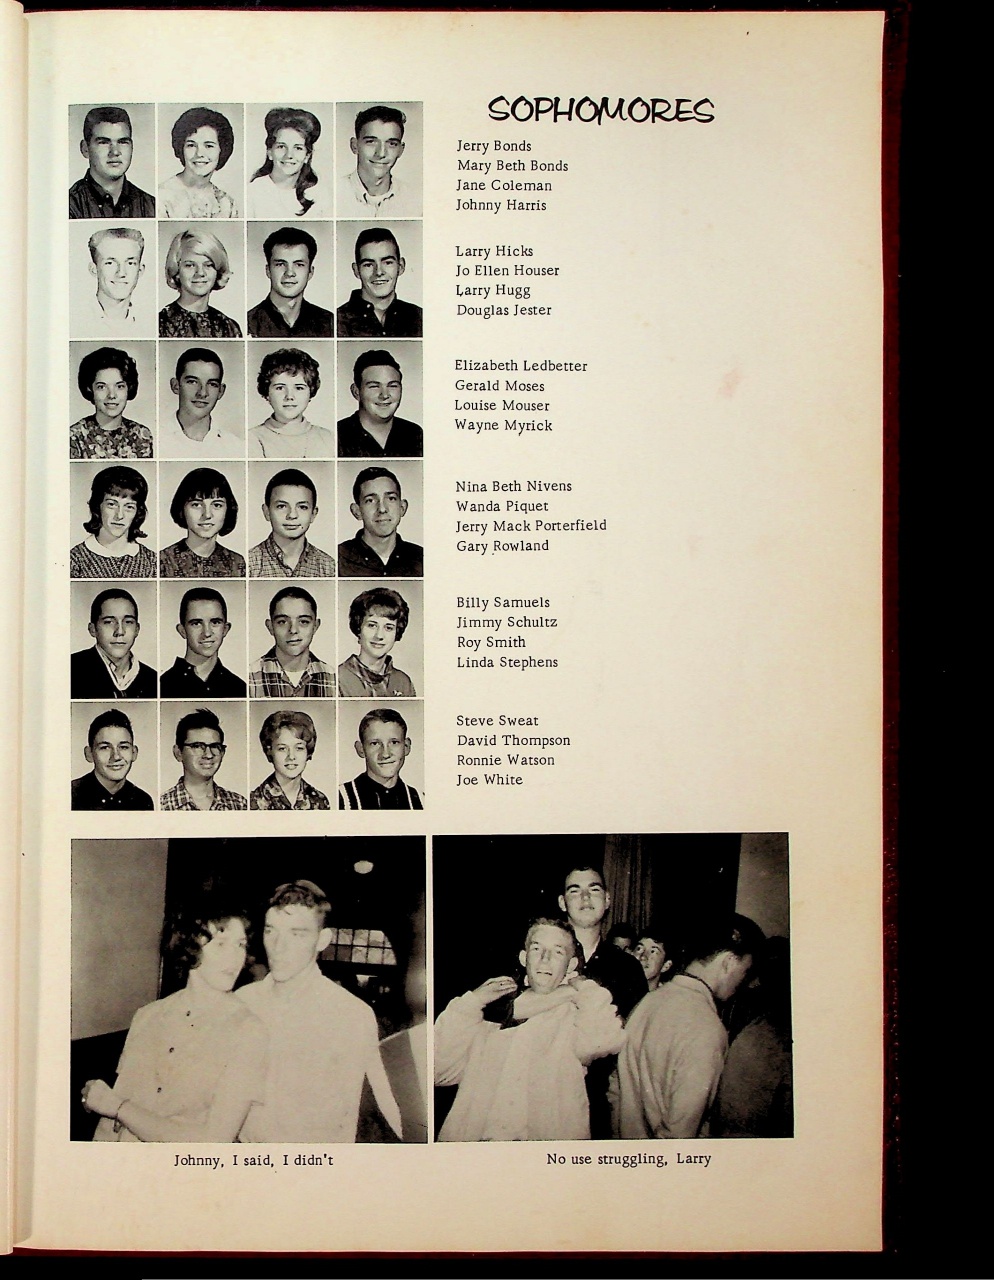 SOPHOMORES
Jerry Bonds
Mary Beth Bonds
Jane Coleman
Johnny Harris
Larry Hicks
Jo Ellen Houser
Larry Hugg
Douglas Jester
Elizabeth Ledbetter
Gerald Moses
Louise Mouser
Wayne Myrick
Nina Beth Nivens
Wanda Piquet
Jerry Mack Porterfield
Gary Rowland
Billy Samuels
Jimmy Schultz
Roy Smith
Linda Stephens
Steve Sweat
David Thompson
Ronnie Watson
Joe White
Johnny, I said, I didn't
No use struggling, Larry